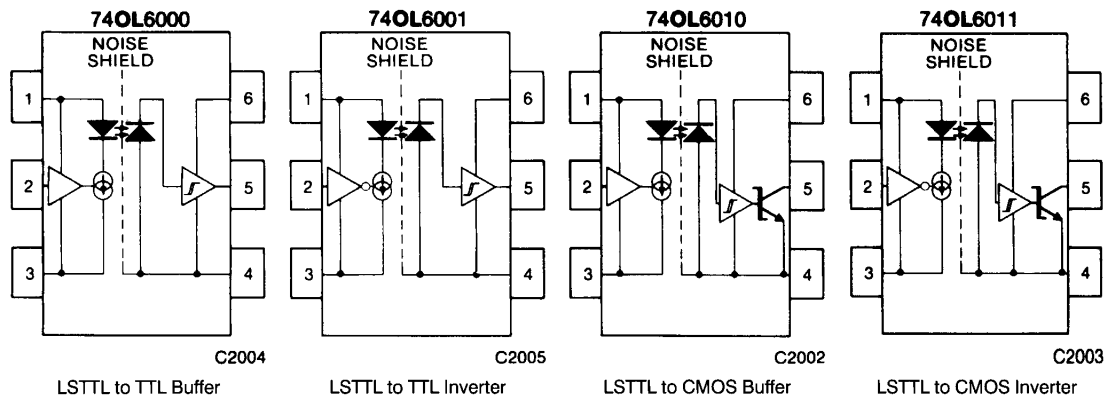 74OL6000
NOISE
SHIELD
1
2
3
6
5
4
C2004
LSTTL to TTL Buffer
74OL6001
NOISE
SHIELD
1
2
3
6
5
4
C2005
LSTTL to TTL Inverter
74OL6010
NOISE
SHIELD
1
2
3
6
5
4
C2002
LSTTL to CMOS Buffer
74OL6011
NOISE
SHIELD
1
2
3
6
5
4
C2003
LSTTL to CMOS Inverter